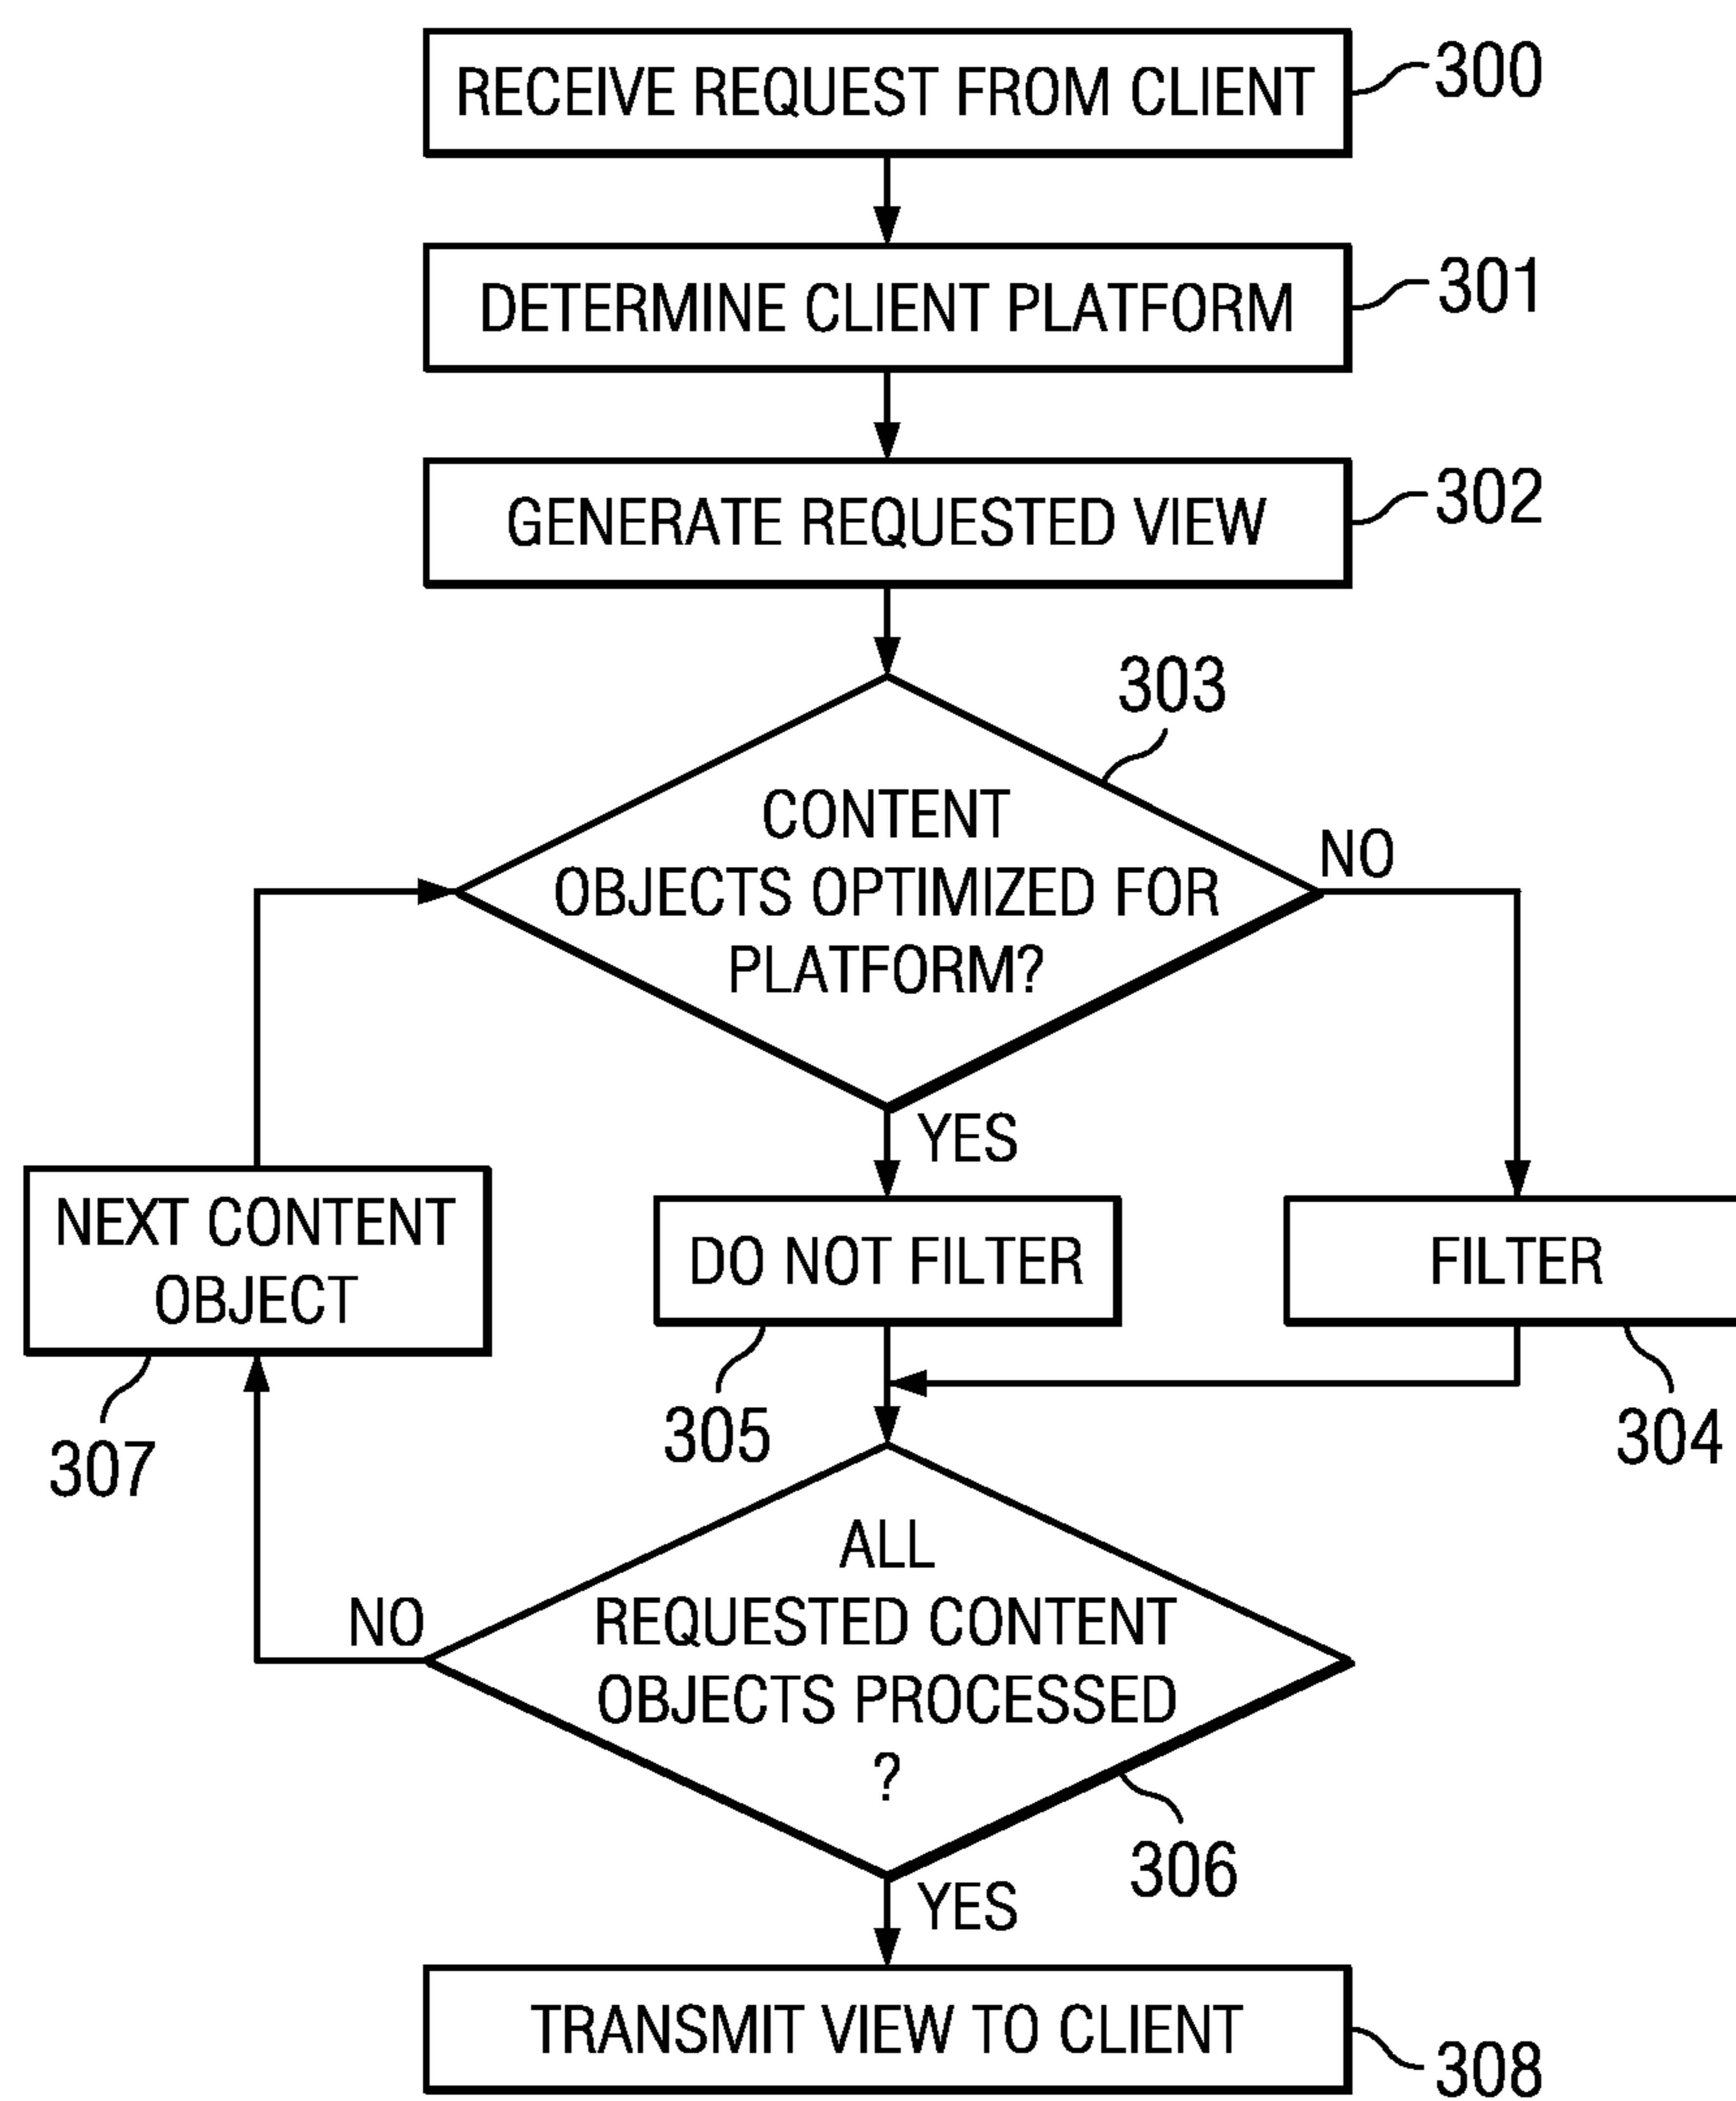 RECEIVE REQUEST FROM CLIENT
300
DETERMINE CLIENT PLATFORM
301
GENERATE REQUESTED VIEW
302
303
CONTENT
OBJECTS OPTIMIZED FOR
PLATFORM?
NO
YES
NEXT CONTENT
OBJECT
307
DO NOT FILTER
305
FILTER
304
ALL
REQUESTED CONTENT
OBJECTS PROCESSED
?
NO
306
YES
TRANSMIT VIEW TO CLIENT
308